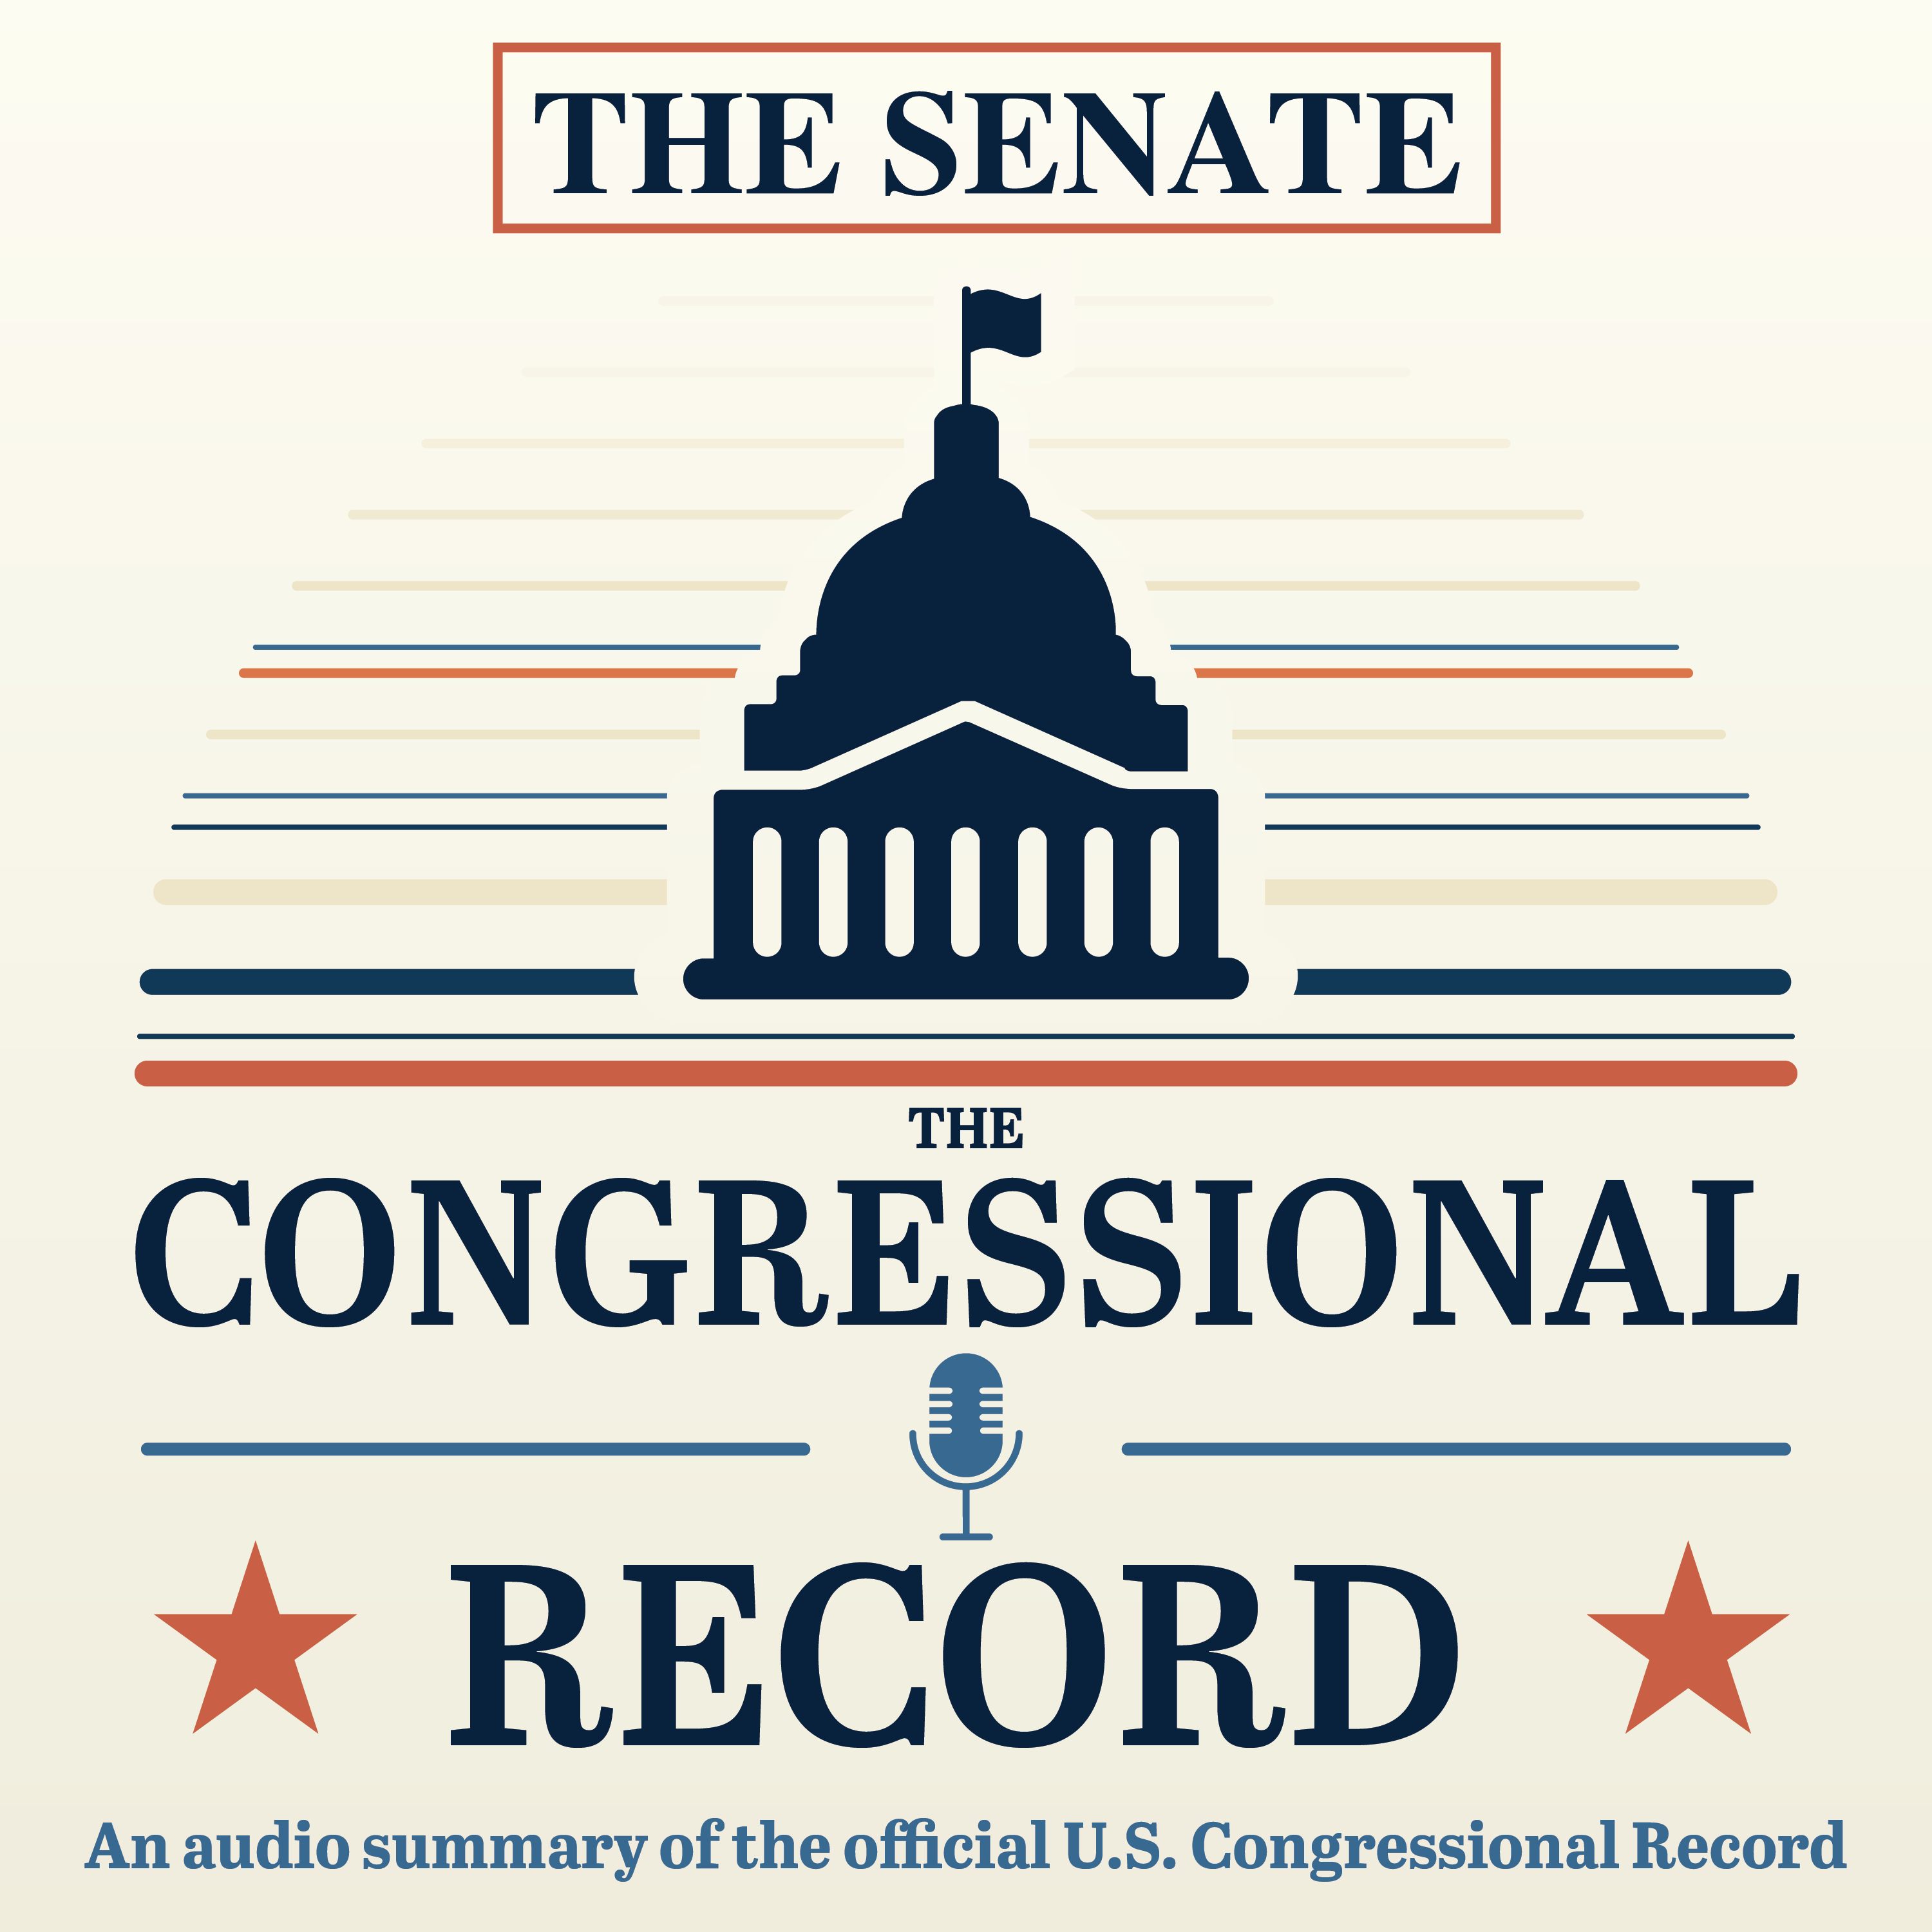 THE SENATE
THE
CONGRESSIONAL
RECORD
An audio summary of the official U.S. Congressional Record